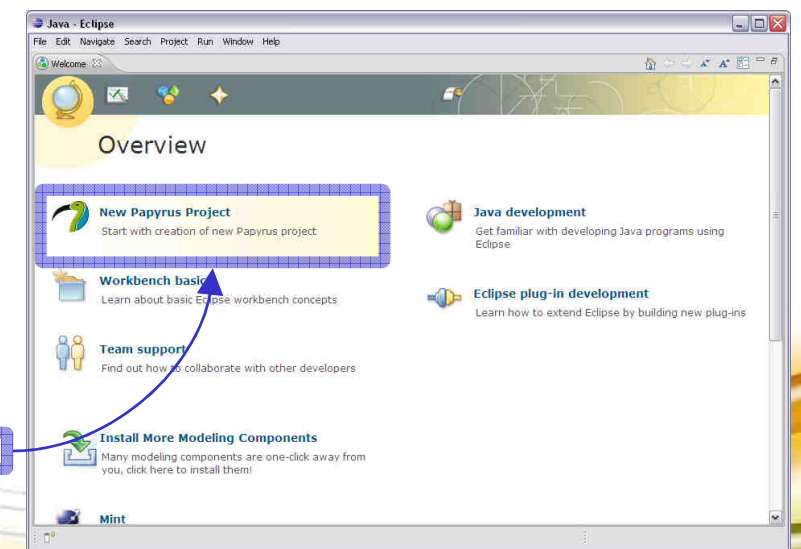 Java - Eclipse
File Edit Navigate Search Project Run Window Help
Welcome
Overview
New Papyrus Project
Start with creation of new Papyrus project
Workbench basics
Learn about basic Eclipse workbench concepts
Team support
Find out how to collaborate with other developers
Install More Modeling Components
Many modeling components are one-click away from
you, click here to install them!
Mint
Java development
Get familiar with developing Java programs using
Eclipse
Eclipse plug-in development
Learn how to extend Eclipse by building new plug-ins